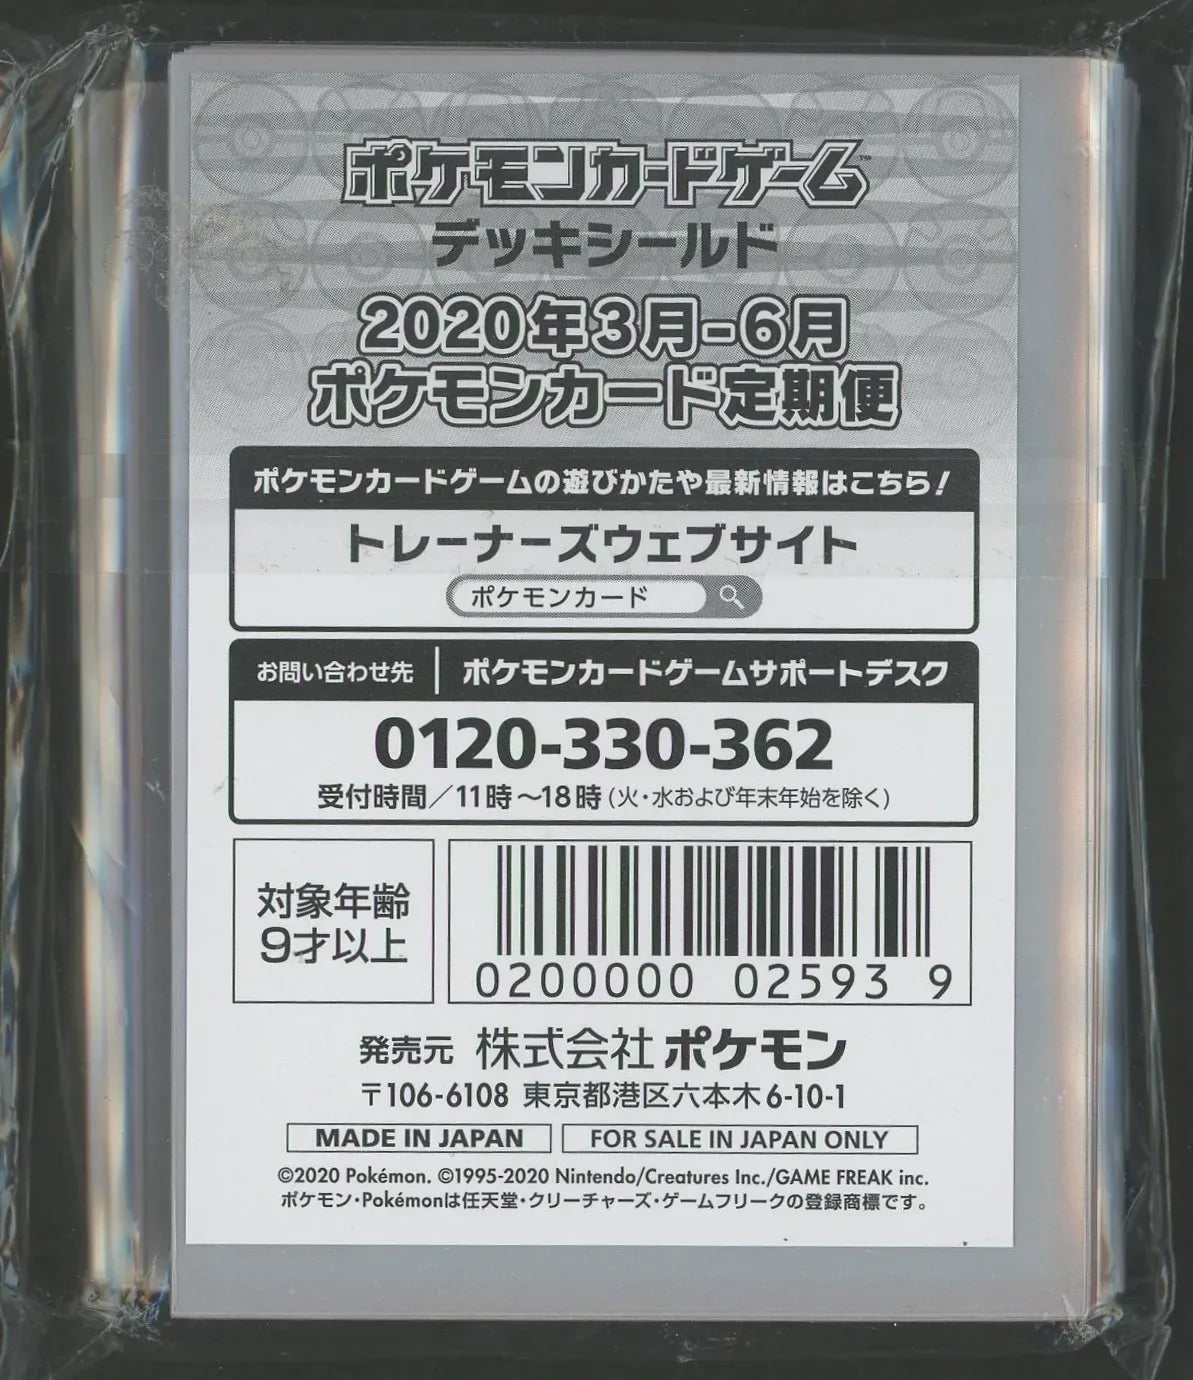 ポケモンカードゲーム™
デッキシールド
2020年3月-6月
ポケモンカード定期便
ポケモンカードゲームの遊びかたや最新情報はこちら!
トレーナーズウェブサイト
ポケモンカード
お問い合わせ先 ポケモンカードゲームサポートデスク
0120-330-362
受付時間/11時~18時(火・水および年末年始を除く)
対象年齢
9才以上
0200000 02593 9
発売元 株式会社ポケモン
〒106-6108 東京都港区六本木6-10-1
MADE IN JAPAN FOR SALE IN JAPAN ONLY
©2020 Pokémon. ©1995-2020 Nintendo/Creatures Inc./GAME FREAK inc.
ポケモン・Pokémonは任天堂・クリーチャーズ・ゲームフリークの登録商標です。